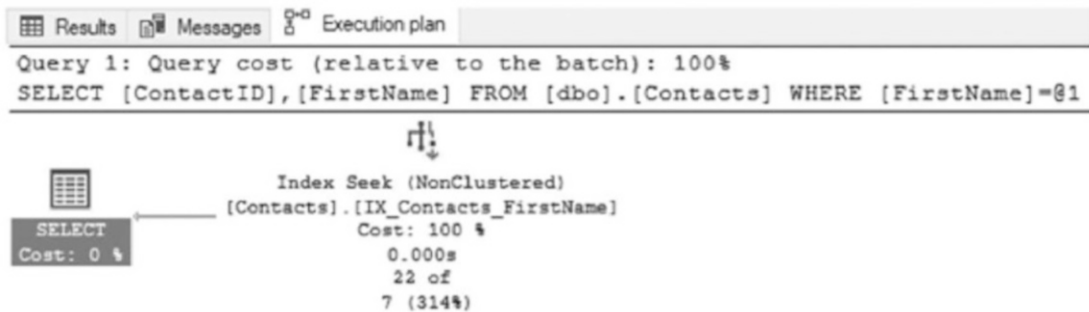 Results Messages Execution plan
Query 1: Query cost (relative to the batch): 100%
SELECT [ContactID],[FirstName] FROM [dbo].[Contacts] WHERE [FirstName]=@1
Index Seek (NonClustered)
[Contacts].[IX_Contacts_FirstName]
Cost: 100 %
0.000s
22 of
7 (314%)
SELECT
Cost: 0 %